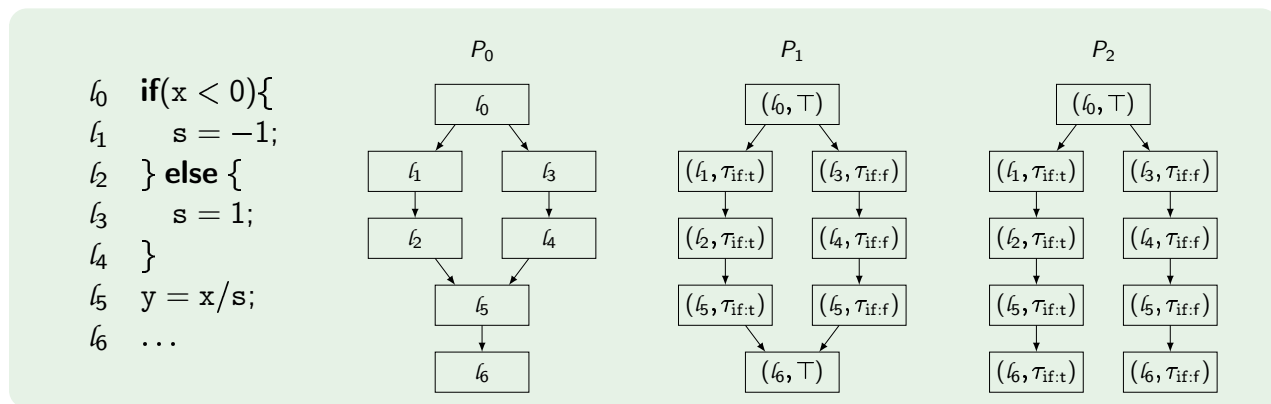 l₀ if(x < 0){
l₁ s = −1;
l₂ } else {
l₃ s = 1;
l₄ }
l₅ y = x/s;
l₆ ...
P₀
l₀
l₁ l₃
l₂ l₄
l₅
l₆
P₁
(l₀, ⊤)
(l₁, τif:t) (l₃, τif:f)
(l₂, τif:t) (l₄, τif:f)
(l₅, τif:t) (l₅, τif:f)
(l₆, ⊤)
P₂
(l₀, ⊤)
(l₁, τif:t) (l₃, τif:f)
(l₂, τif:t) (l₄, τif:f)
(l₅, τif:t) (l₅, τif:f)
(l₆, τif:t) (l₆, τif:f)